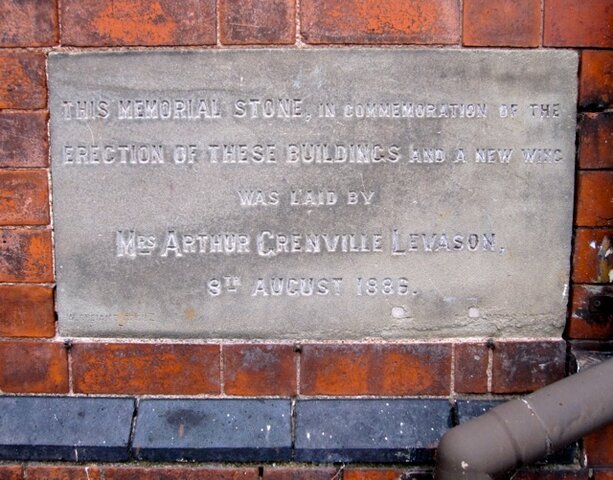 THIS MEMORIAL STONE, IN COMMEMORATION OF THE
ERECTION OF THESE BUILDINGS AND A NEW WING
WAS LAID BY
MRS ARTHUR GRENVILLE LEVASON,
9TH AUGUST 1886.